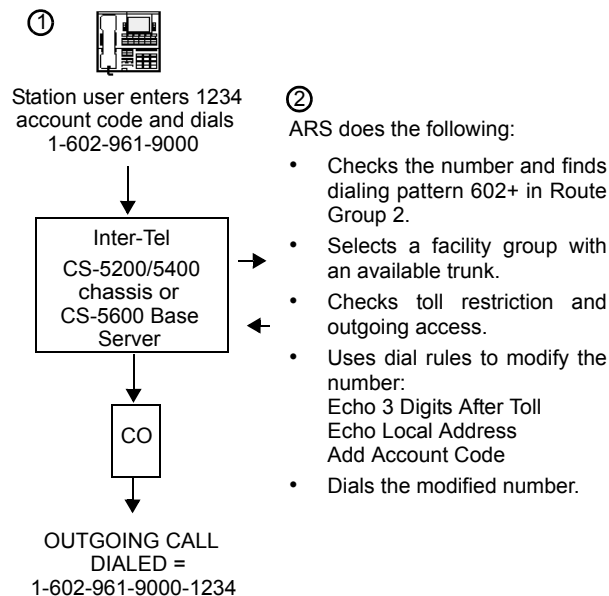 1
Station user enters 1234
account code and dials
1-602-961-9000
Inter-Tel
CS-5200/5400
chassis or
CS-5600 Base
Server
CO
OUTGOING CALL
DIALED =
1-602-961-9000-1234
2
ARS does the following:
• Checks the number and finds
dialing pattern 602+ in Route
Group 2.
• Selects a facility group with
an available trunk.
• Checks toll restriction and
outgoing access.
• Uses dial rules to modify the
number:
Echo 3 Digits After Toll
Echo Local Address
Add Account Code
• Dials the modified number.